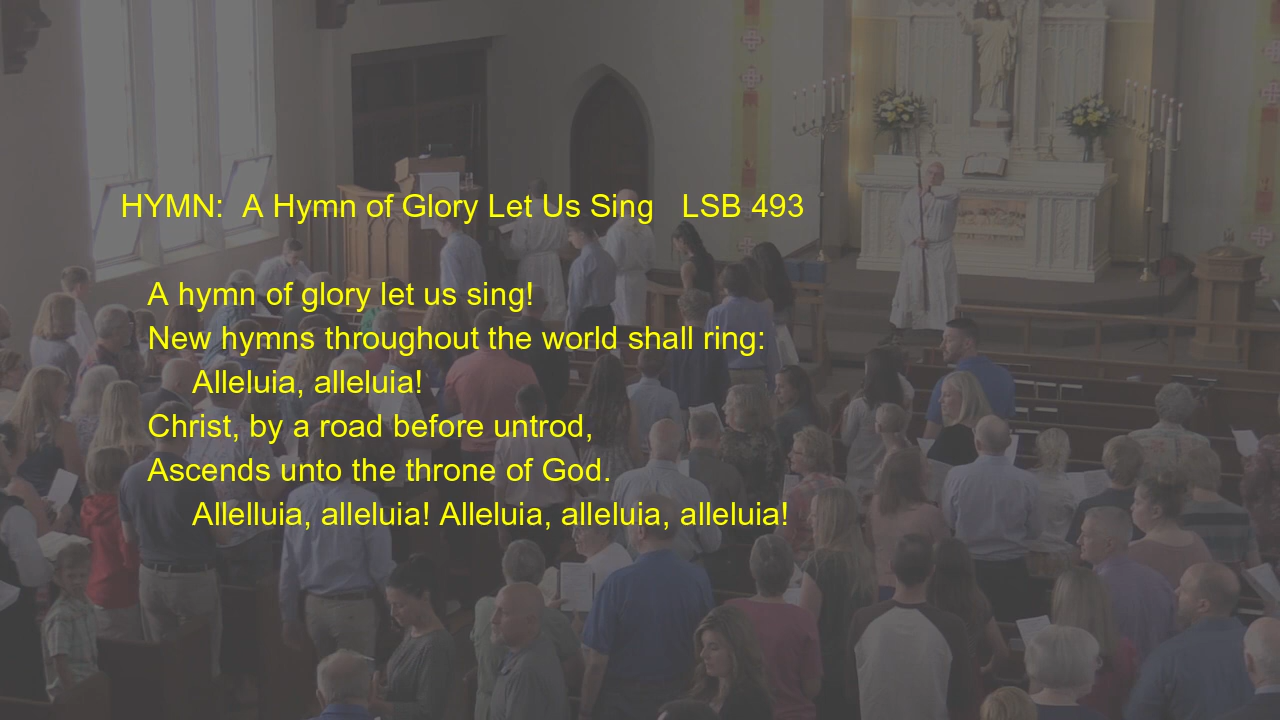 HYMN:  A Hymn of Glory Let Us Sing   LSB 493
A hymn of glory let us sing!
New hymns throughout the world shall ring:
Alleluia, alleluia!
Christ, by a road before untrod,
Ascends unto the throne of God.
Allelluia, alleluia! Alleluia, alleluia, alleluia!